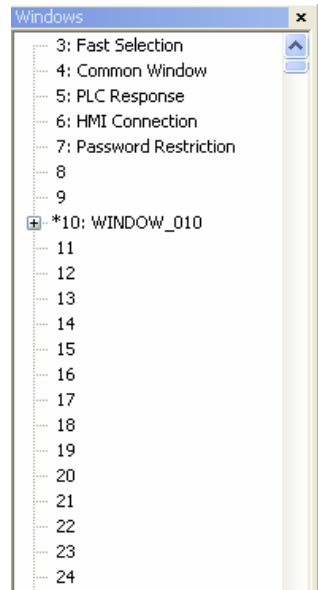 Windows
3: Fast Selection
4: Common Window
5: PLC Response
6: HMI Connection
7: Password Restriction
8
9
*10: WINDOW_010
11
12
13
14
15
16
17
18
19
20
21
22
23
24